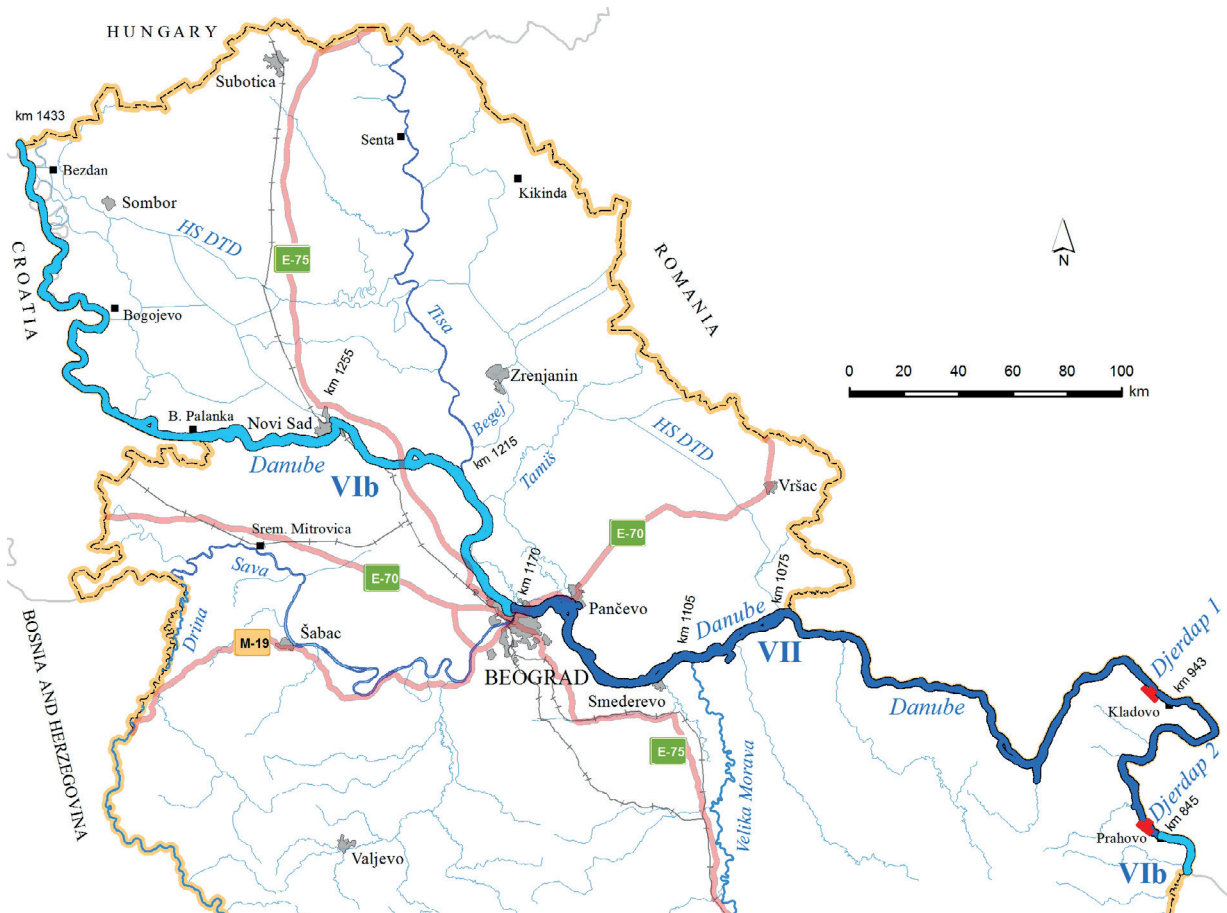 HUNGARY
Subotica
km 1433
Senta
Bezdan
Kikinda
Sombor
HS DTD
CROATIA
E-75
ROMANIA
N
Bogojevo
Tisa
km 1255
0 20 40 60 80 100
km
Zrenjanin
B. Palanka
Novi Sad
Begej
km 1215
HS DTD
Danube
VIb
Tamiš
Vršac
Srem. Mitrovica
E-70
Sava
E-70
km 1170
km 1075
BOSNIA AND HERZEGOVINA
Drina
Pančevo
km 1105
Danube
VII
Djerdap 1
km 943
Šabac
M-19
BEOGRAD
Smederevo
Danube
Kladovo
E-75
Velika Morava
Djerdap 2
km 845
Prahovo
Valjevo
VIb